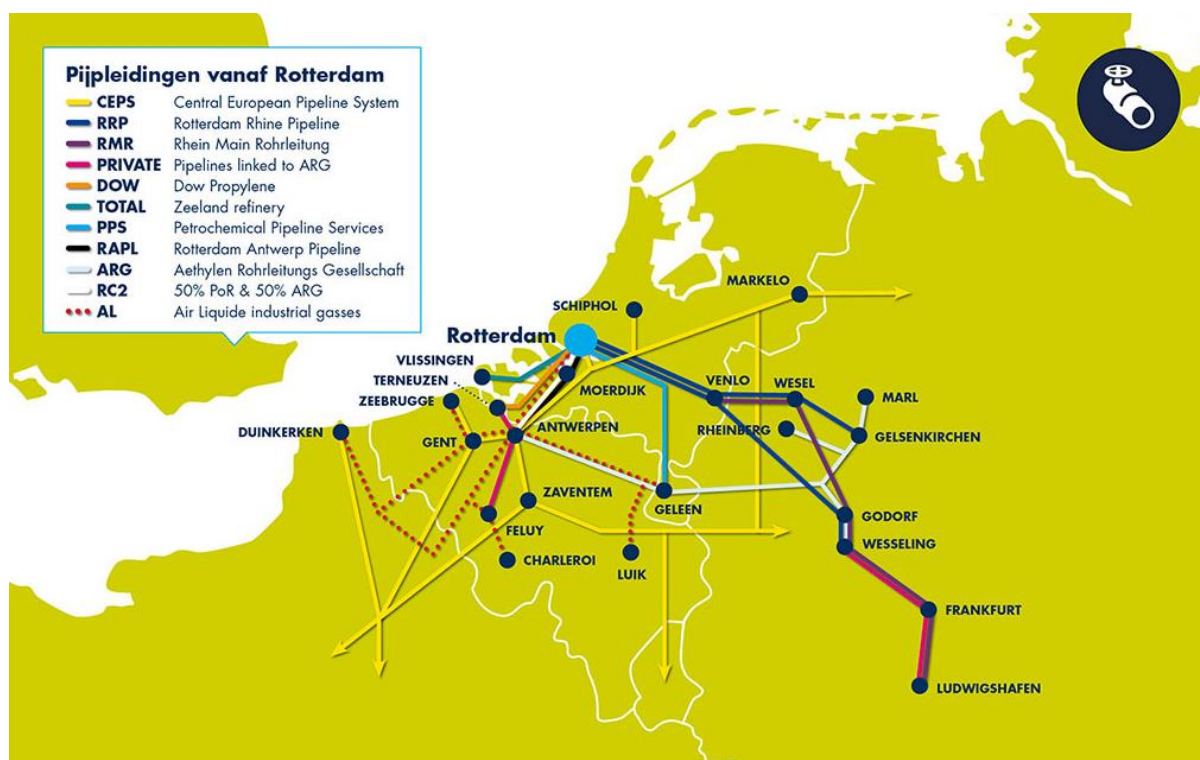 Pijpleidingen vanaf Rotterdam
CEPS Central European Pipeline System
RRP Rotterdam Rhine Pipeline
RMR Rhein Main Rohrleitung
PRIVATE Pipelines linked to ARG
DOW Dow Propylene
TOTAL Zeeland refinery
PPS Petrochemical Pipeline Services
RAPL Rotterdam Antwerp Pipeline
ARG Aethylen Rohrleitungs Gesellschaft
RC2 50% PoR & 50% ARG
AL Air Liquide industrial gasses
MARKELO
SCHIPHOL
Rotterdam
VLISSINGEN
TERNEUZEN
ZEEBRUGGE
MOERDIJK
VENLO
WESEL
MARL
DUINKERKEN
GENT
ANTWERPEN
RHEINBERG
GELSENKIRCHEN
ZAVENTEM
GELEEN
FELUY
GODORF
WESSELING
CHARLEROI
LUIK
FRANKFURT
LUDWIGSHAFEN